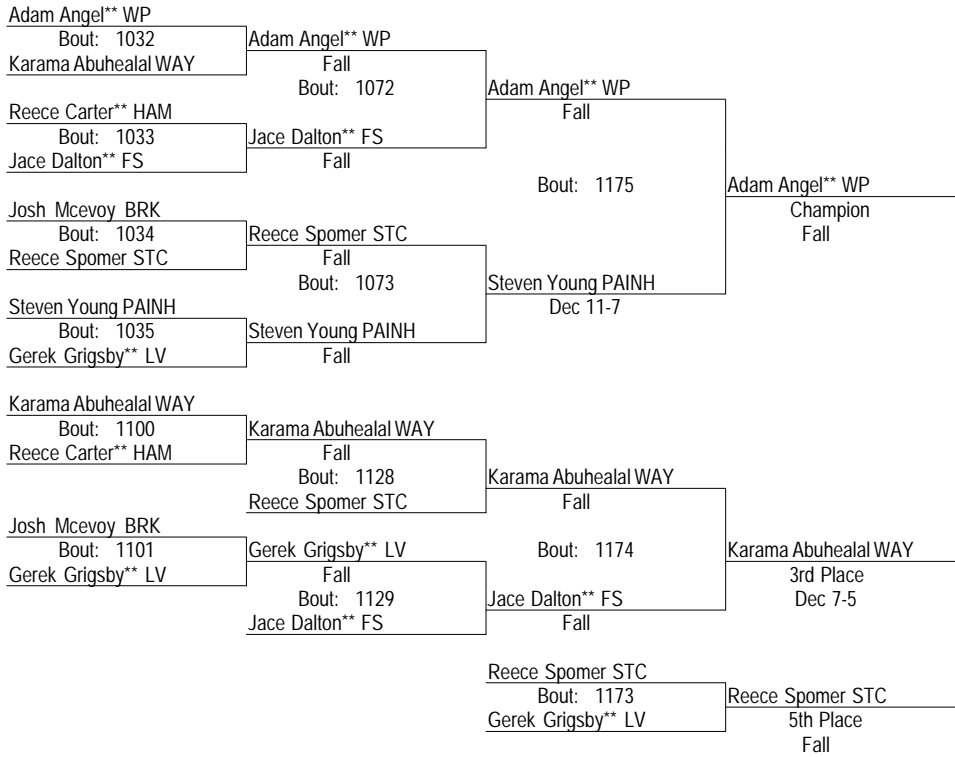 Adam Angel** WP
Bout: 1032
Karama Abuhealal WAY
Adam Angel** WP
Fall
Bout: 1072
Reece Carter** HAM
Bout: 1033
Jace Dalton** FS
Jace Dalton** FS
Fall
Adam Angel** WP
Fall
Bout: 1175
Josh Mcevoy BRK
Bout: 1034
Reece Spomer STC
Reece Spomer STC
Fall
Bout: 1073
Steven Young PAINH
Bout: 1035
Gerek Grigsby** LV
Steven Young PAINH
Fall
Steven Young PAINH
Dec 11-7
Adam Angel** WP
Champion
Fall
Karama Abuhealal WAY
Bout: 1100
Reece Carter** HAM
Karama Abuhealal WAY
Fall
Bout: 1128
Reece Spomer STC
Karama Abuhealal WAY
Fall
Bout: 1174
Josh Mcevoy BRK
Bout: 1101
Gerek Grigsby** LV
Gerek Grigsby** LV
Fall
Bout: 1129
Jace Dalton** FS
Jace Dalton** FS
Fall
Karama Abuhealal WAY
3rd Place
Dec 7-5
Reece Spomer STC
Bout: 1173
Gerek Grigsby** LV
Reece Spomer STC
5th Place
Fall